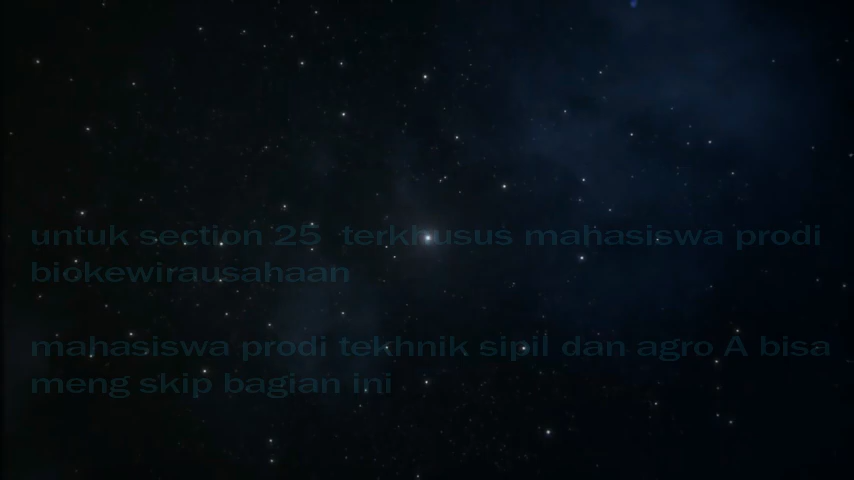 untuk section 25 terkhusus mahasiswa prodi
biokewirausahaan
mahasiswa prodi tekhnik sipil dan agro A bisa
meng skip bagian ini